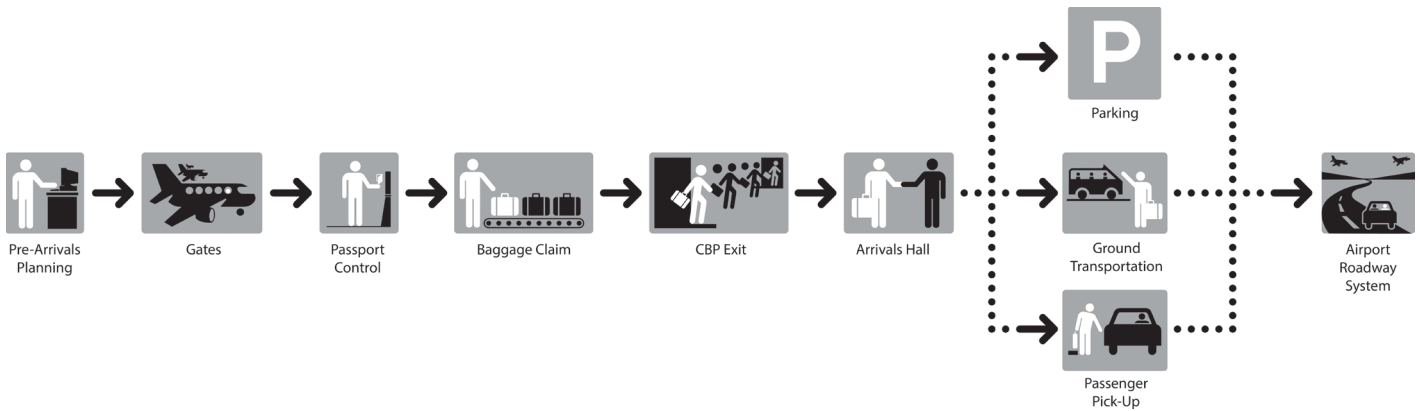 Pre-Arrivals
Planning
Gates
Passport
Control
Baggage Claim
CBP Exit
Arrivals Hall
P
Parking
Ground
Transportation
Passenger
Pick-Up
Airport
Roadway
System